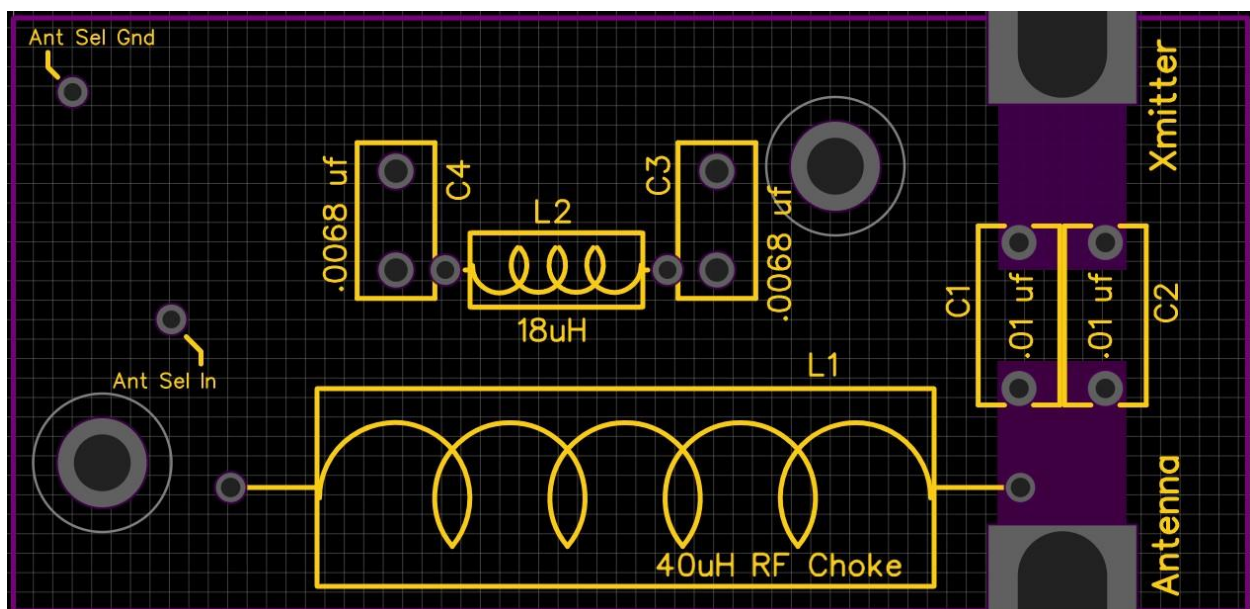 Ant Sel Gnd
Xmitter
.0068 uf
C4
C3
.0068 uf
L2
18uH
C1
.01 uf
.01 uf
C2
Ant Sel In
L1
40uH RF Choke
Antenna